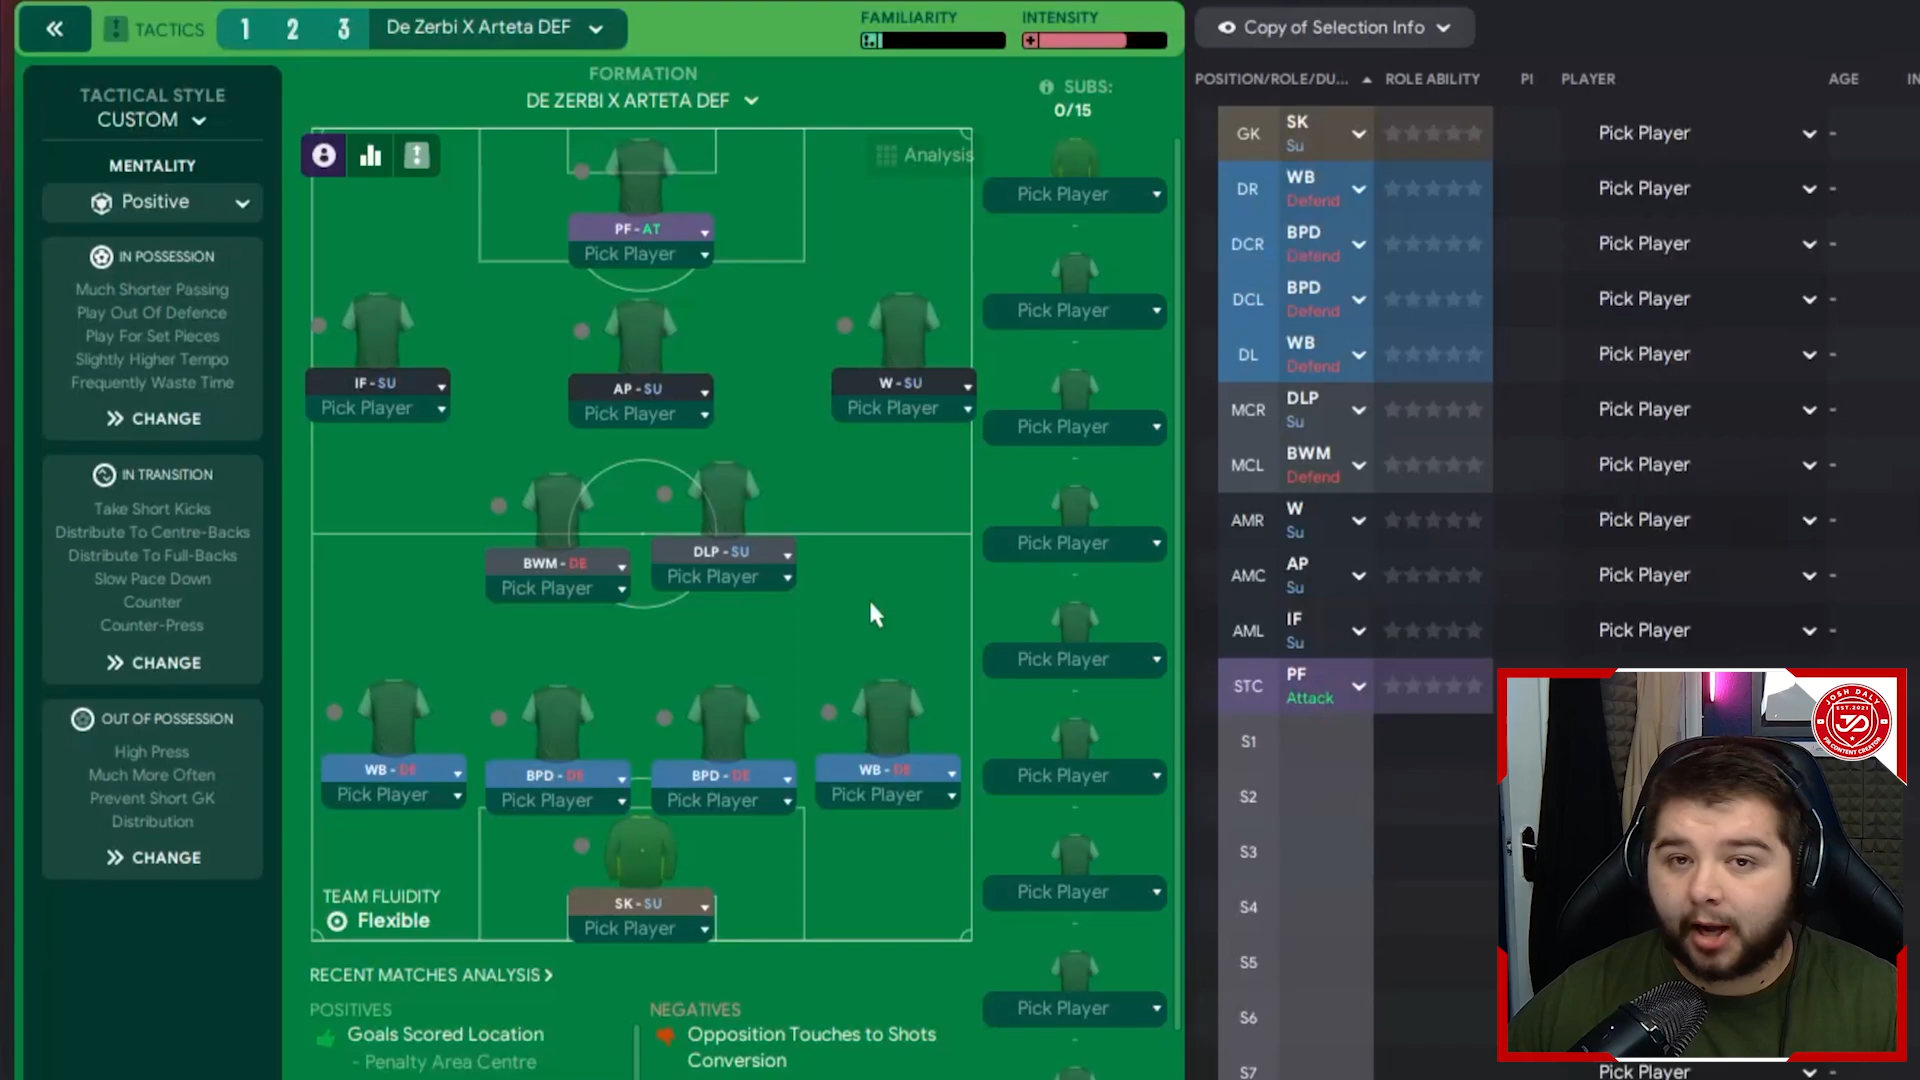 TACTICS
1 2 3
De Zerbi X Arteta DEF
FAMILIARITY
INTENSITY
TACTICAL STYLE
CUSTOM
MENTALITY
Positive
IN POSSESSION
Much Shorter Passing
Play Out Of Defence
Play For Set Pieces
Slightly Higher Tempo
Frequently Waste Time
CHANGE
IN TRANSITION
Take Short Kicks
Distribute To Centre-Backs
Distribute To Full-Backs
Slow Pace Down
Counter
Counter-Press
CHANGE
OUT OF POSSESSION
High Press
Much More Often
Prevent Short GK
Distribution
CHANGE
FORMATION
DE ZERBI X ARTETA DEF
Analysis
PF - AT
Pick Player
IF - SU
Pick Player
AP - SU
Pick Player
W - SU
Pick Player
BWM - DE
Pick Player
DLP - SU
Pick Player
WB - DE
Pick Player
BPD - DE
Pick Player
BPD - DE
Pick Player
WB - DE
Pick Player
SK - SU
Pick Player
TEAM FLUIDITY
Flexible
RECENT MATCHES ANALYSIS
POSITIVES
Goals Scored Location
- Penalty Area Centre
NEGATIVES
Opposition Touches to Shots
Conversion
SUBS:
0/15
Pick Player
-
Pick Player
-
Pick Player
-
Pick Player
-
Pick Player
-
Pick Player
-
Pick Player
-
Pick Player
-
Copy of Selection Info
POSITION/ROLE/DU... ROLE ABILITY PI PLAYER AGE IN
GK SK Pick Player -
Su
DR WB Pick Player -
Defend
DCR BPD Pick Player -
Defend
DCL BPD Pick Player -
Defend
DL WB Pick Player -
Defend
MCR DLP Pick Player -
Su
MCL BWM Pick Player -
Defend
AMR W Pick Player -
Su
AMC AP Pick Player -
Su
AML IF Pick Player -
Su
STC PF
Attack
S1
S2
S3
S4
S5
S6
S7 Pick Player -
JOSH DALY
EST.2021
JD
FM CONTENT CREATOR